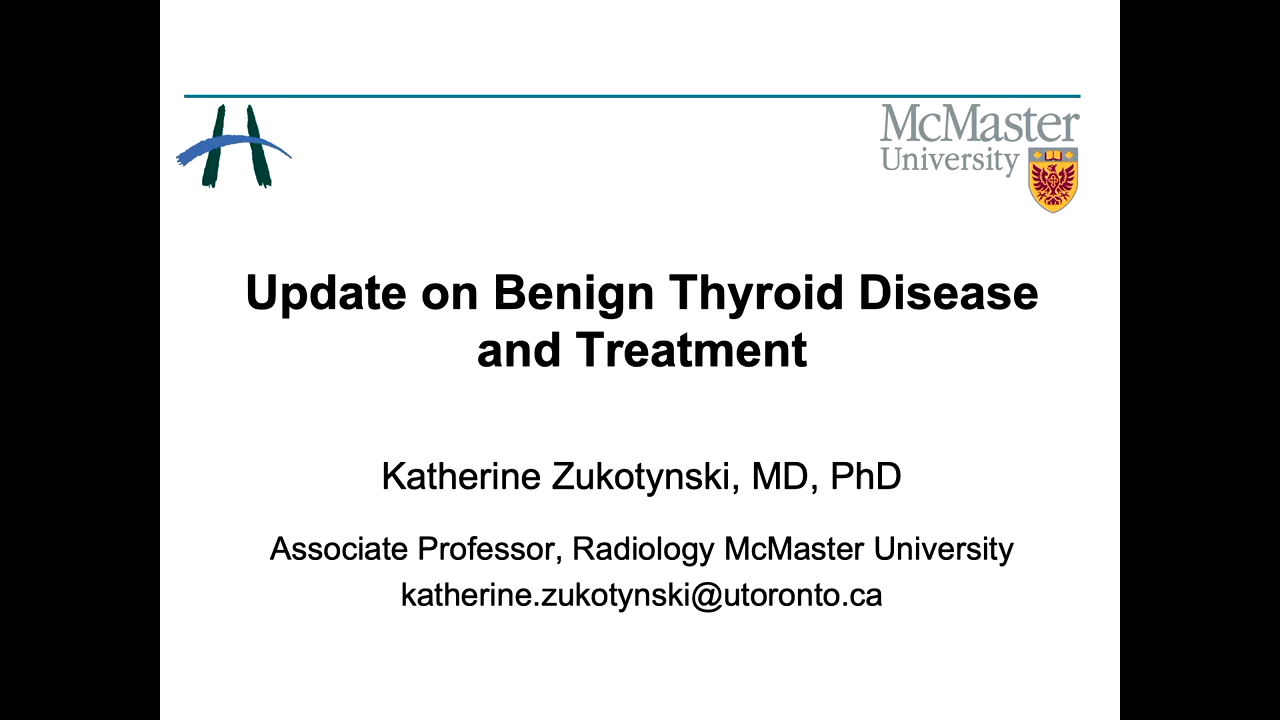 McMaster
University
Update on Benign Thyroid Disease
and Treatment
Katherine Zukotynski, MD, PhD
Associate Professor, Radiology McMaster University
katherine.zukotynski@utoronto.ca